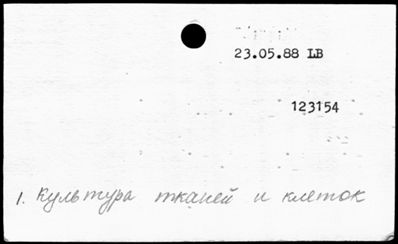 23.05.88 LB
123154
1. Культура тканей и клеток